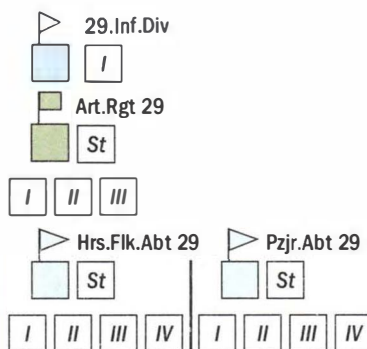 29.Inf.Div
I
Art.Rgt 29
St
I II III
Hrs.Flk.Abt 29 Pzjr.Abt 29
St St
I II III IV I II III IV